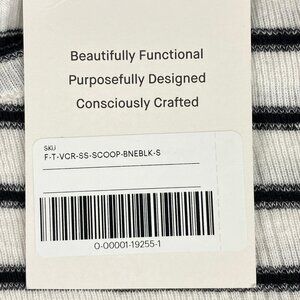 Beautifully Functional
Purposefully Designed
Consciously Crafted
SKU
F-T-VCR-SS-SCOOP-BNEBLK-S
0-00001-19255-1